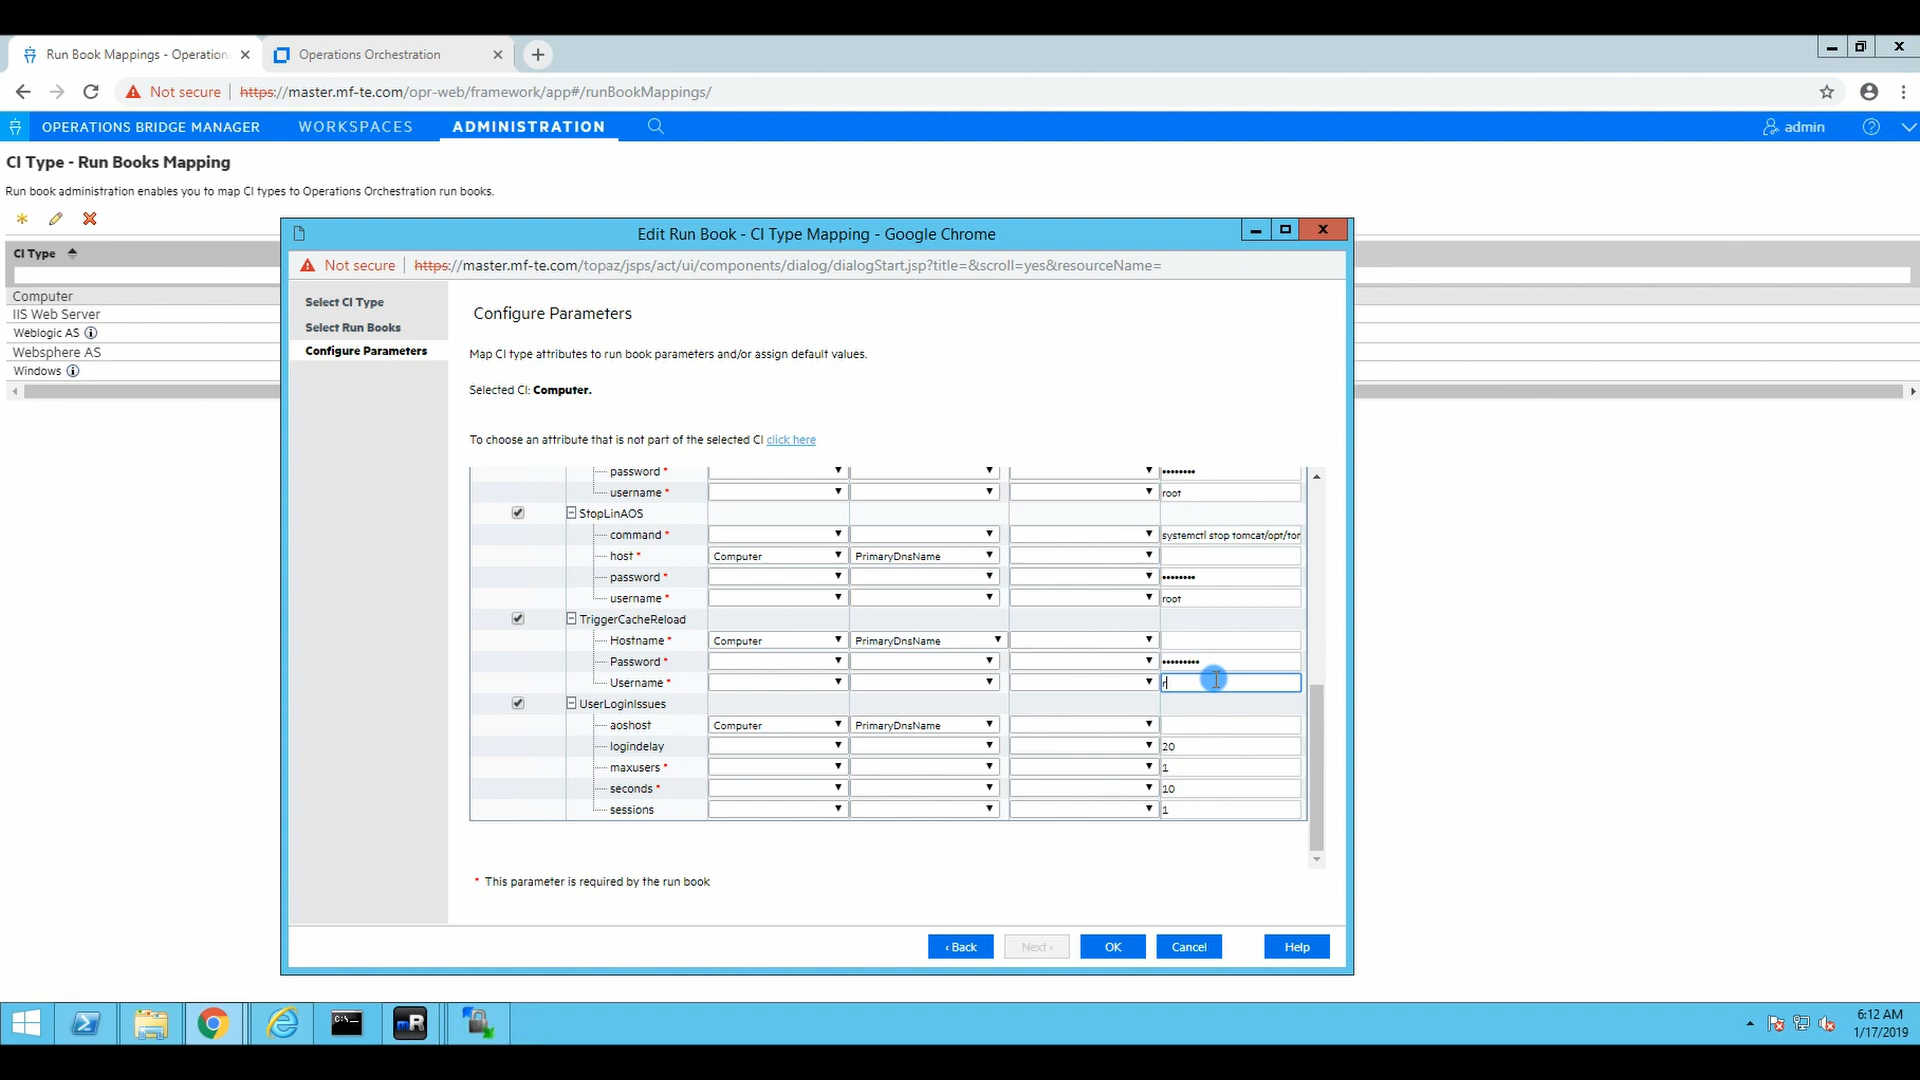 Run Book Mappings - Operation
Operations Orchestration
Not secure
https://master.mf-te.com/opr-web/framework/app#/runBookMappings/
OPERATIONS BRIDGE MANAGER
WORKSPACES
ADMINISTRATION
admin
CI Type - Run Books Mapping
Run book administration enables you to map CI types to Operations Orchestration run books.
CI Type
Computer
IIS Web Server
Weblogic AS
Websphere AS
Windows
Edit Run Book - CI Type Mapping - Google Chrome
Not secure
https://master.mf-te.com/topaz/jsps/act/ui/components/dialog/dialogStart.jsp?title=&scroll=yes&resourceName=
Select CI Type
Select Run Books
Configure Parameters
Configure Parameters
Map CI type attributes to run book parameters and/or assign default values.
Selected CI: Computer.
To choose an attribute that is not part of the selected CI click here
password * ••••••••
username * root
StopLinAOS
command * systemctl stop tomcat/opt/tor
host * Computer PrimaryDnsName
password * ••••••••
username * root
TriggerCacheReload
Hostname * Computer PrimaryDnsName
Password * •••••••••
Username * r
UserLoginIssues
aoshost Computer PrimaryDnsName
logindelay 20
maxusers * 1
seconds * 10
sessions 1
* This parameter is required by the run book
‹ Back
Next ›
OK
Cancel
Help
C:\
mR
6:12 AM
1/17/2019